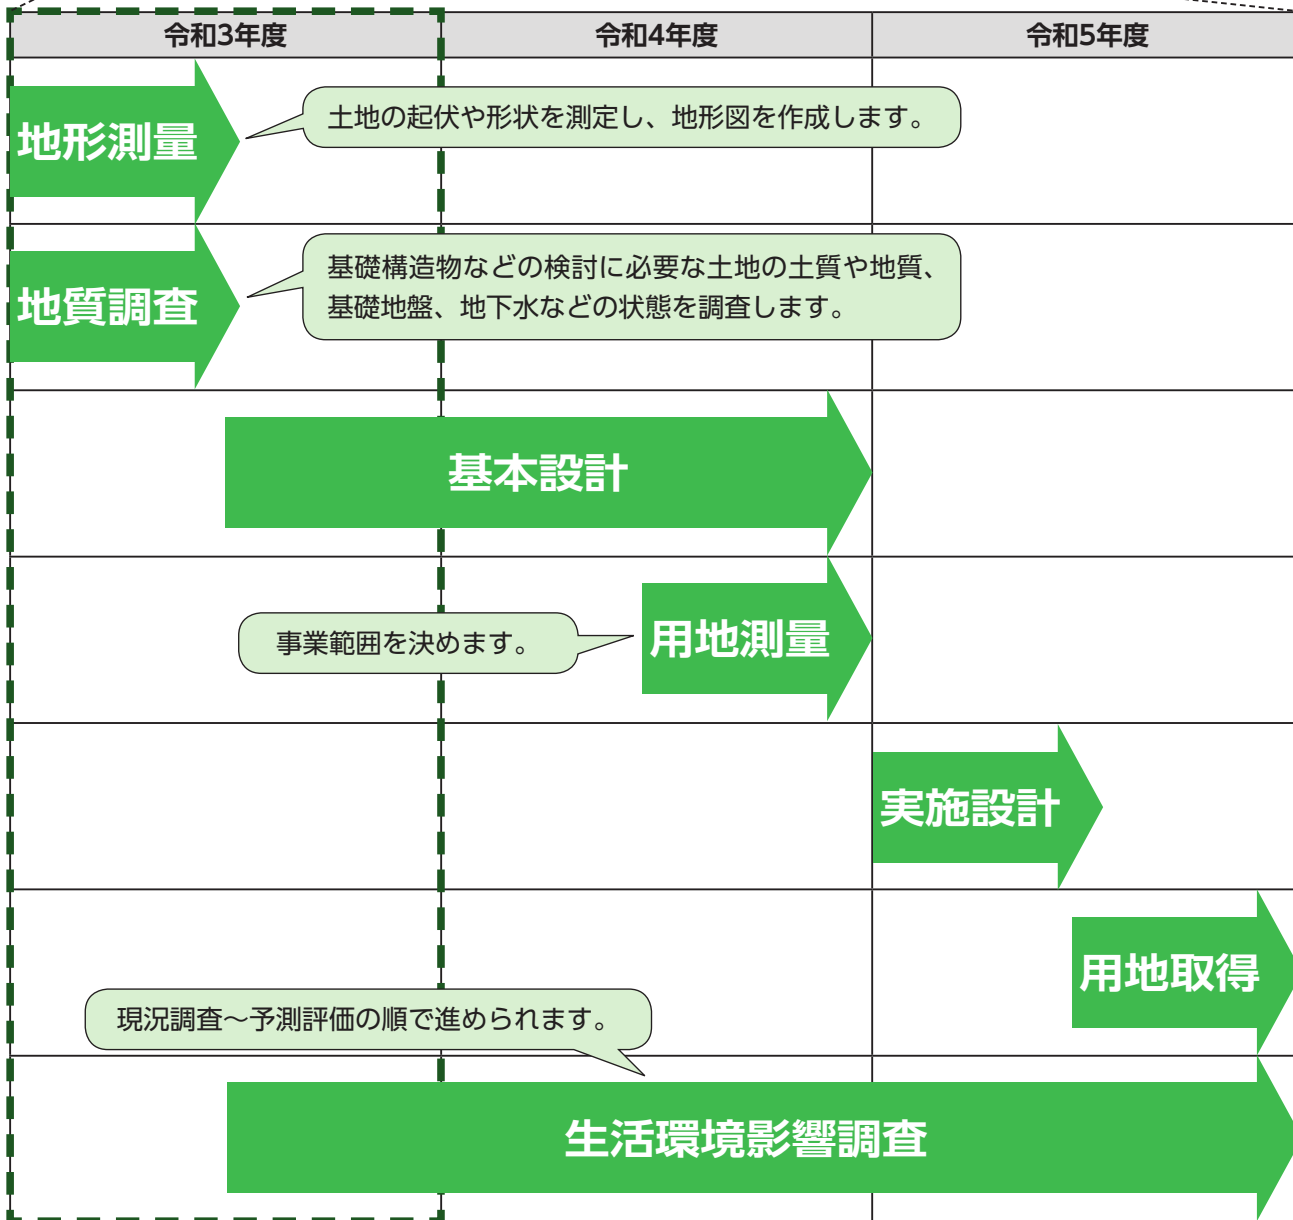 令和3年度
令和4年度
令和5年度
地形測量
土地の起伏や形状を測定し、地形図を作成します。
地質調査
基礎構造物などの検討に必要な土地の土質や地質、
基礎地盤、地下水などの状態を調査します。
基本設計
事業範囲を決めます。
用地測量
実施設計
用地取得
現況調査～予測評価の順で進められます。
生活環境影響調査